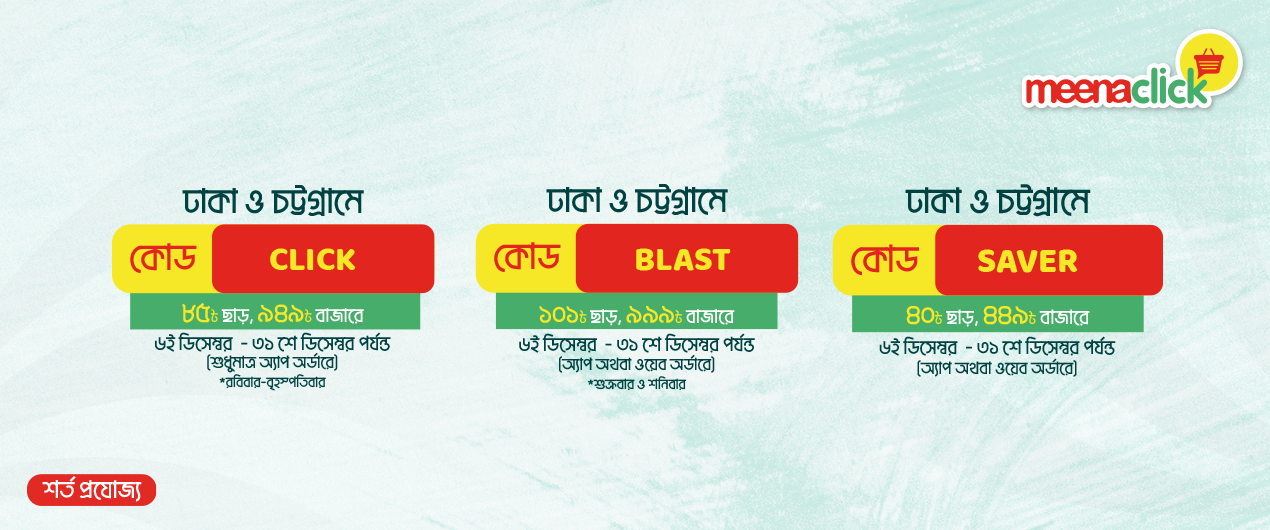 meenaclick
ঢাকা ও চট্টগ্রামে
কোড CLICK
৮৫৳ ছাড়, ৯৪৯৳ বাজারে
৬ই ডিসেম্বর - ৩১ শে ডিসেম্বর পর্যন্ত
(শুধুমাত্র অ্যাপ অর্ডারে)
*রবিবার-বৃহস্পতিবার
ঢাকা ও চট্টগ্রামে
কোড BLAST
১০১৳ ছাড়, ৯৯৯৳ বাজারে
৬ই ডিসেম্বর - ৩১ শে ডিসেম্বর পর্যন্ত
(অ্যাপ অথবা ওয়েব অর্ডারে)
*শুক্রবার ও শনিবার
ঢাকা ও চট্টগ্রামে
কোড SAVER
৪০৳ ছাড়, ৪৪৯৳ বাজারে
৬ই ডিসেম্বর - ৩১ শে ডিসেম্বর পর্যন্ত
(অ্যাপ অথবা ওয়েব অর্ডারে)
শর্ত প্রযোজ্য